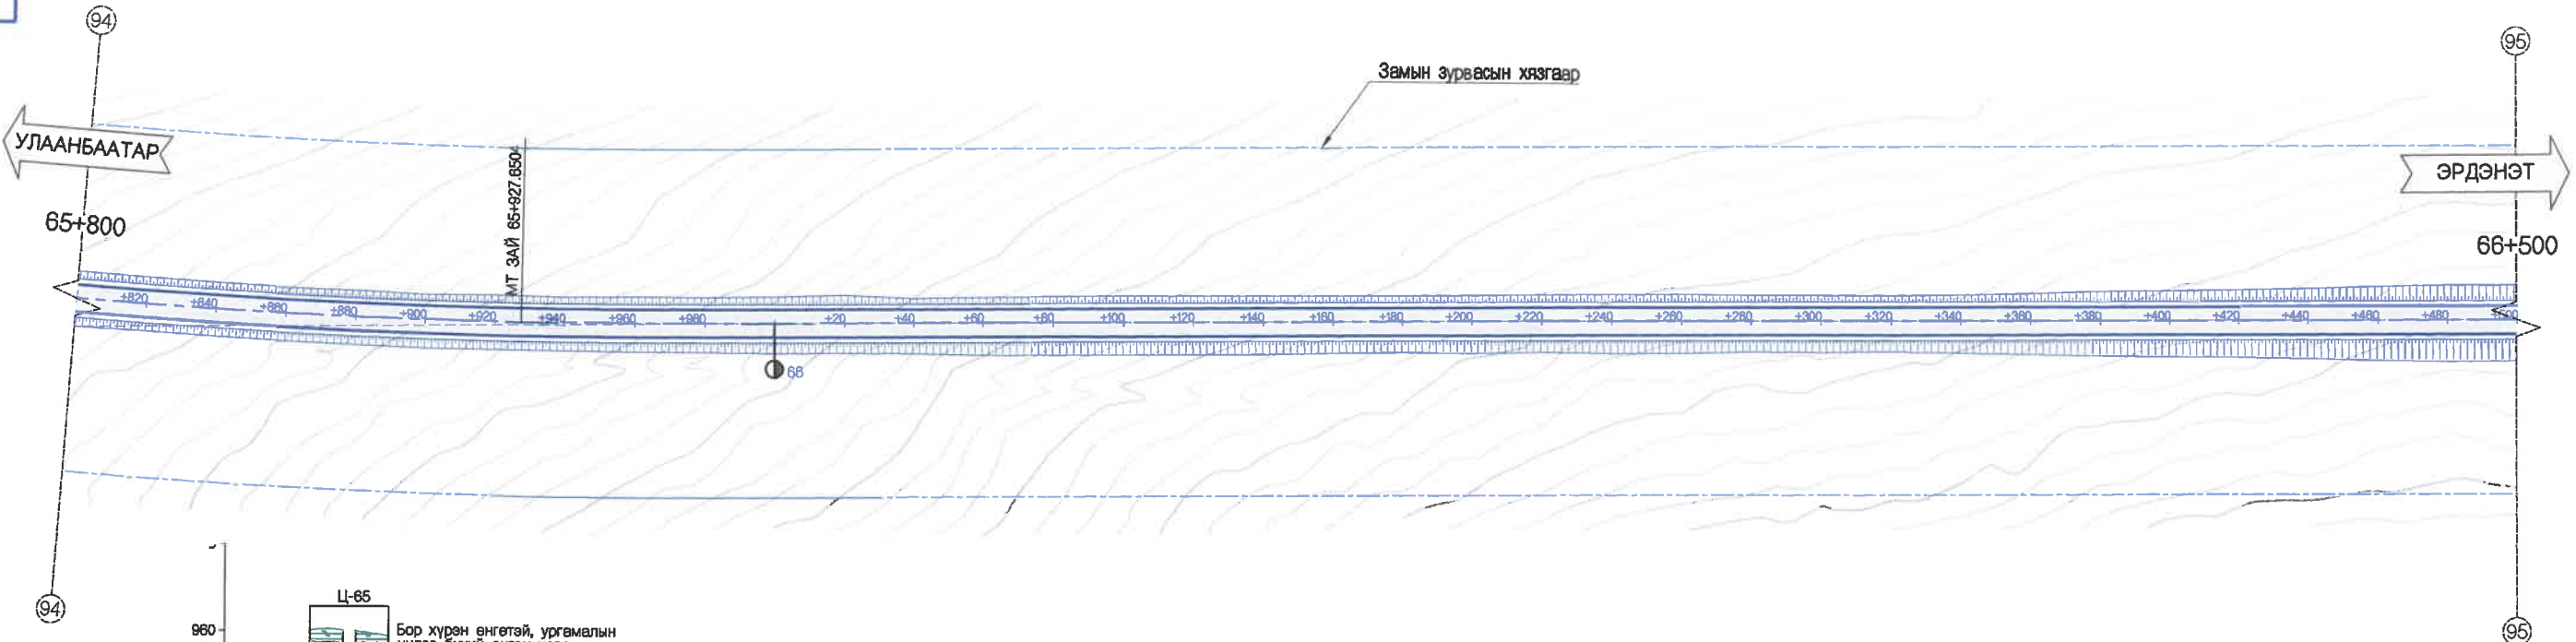 94
95
Замын зурвасын хязгаар
УЛААНБААТАР
ЭРДЭНЭТ
МТ ЗАЙ 65+927.6504
65+800
66+500
+820 +840 +860 +880 +900 +920 +940 +960 +980 +20 +40 +60 +80 +100 +120 +140 +160 +180 +200 +220 +240 +260 +280 +300 +320 +340 +360 +380 +400 +420 +440 +460 +480 +500
66
Ц-65
94
960
Бор хүрэн өнгөтэй, ургамалын
95